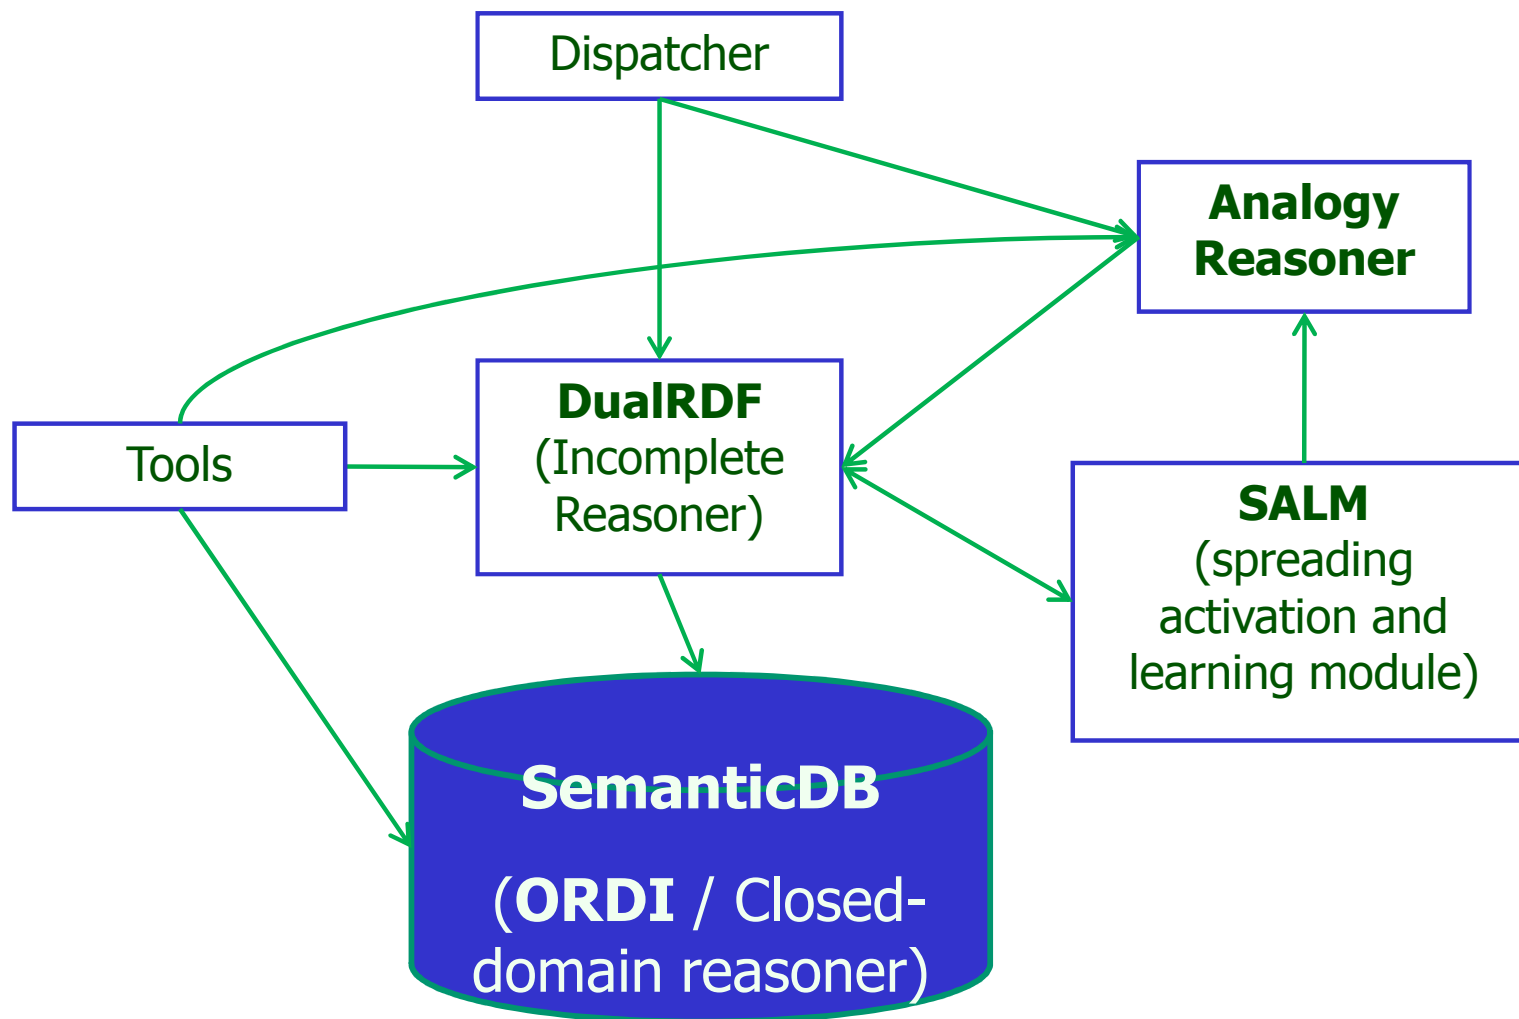 Dispatcher
Analogy
Reasoner
DualRDF
(Incomplete
Reasoner)
Tools
SALM
(spreading
activation and
learning module)
SemanticDB
(ORDI / Closed-
domain reasoner)